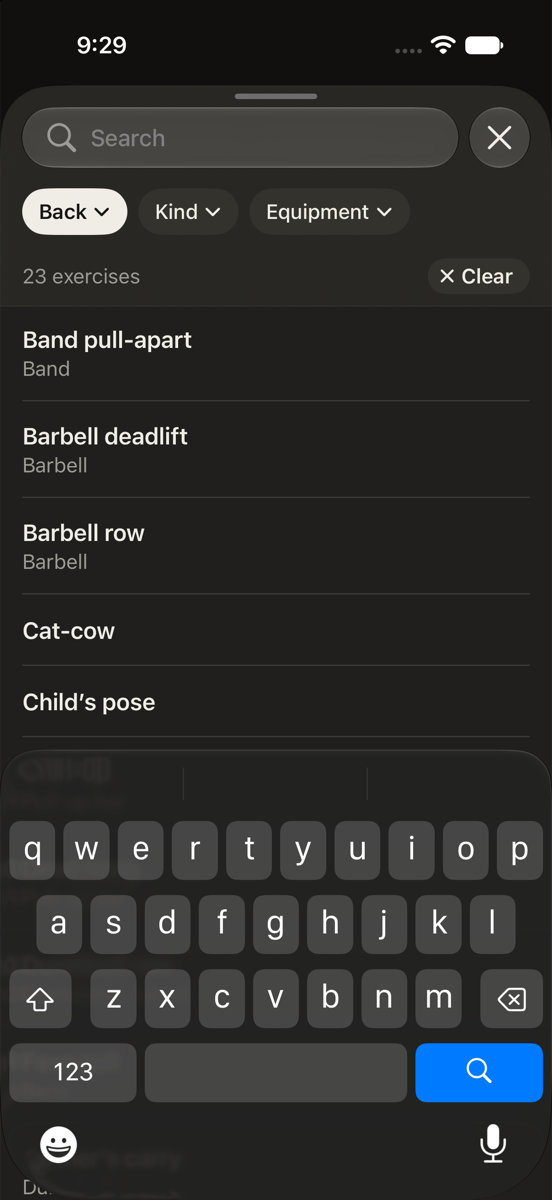 9:29
Search
Back
Kind
Equipment
23 exercises
Clear
Band pull-apart
Band
Barbell deadlift
Barbell
Barbell row
Barbell
Cat-cow
Child’s pose
q w e r t y u i o p
a s d f g h j k l
z x c v b n m
123